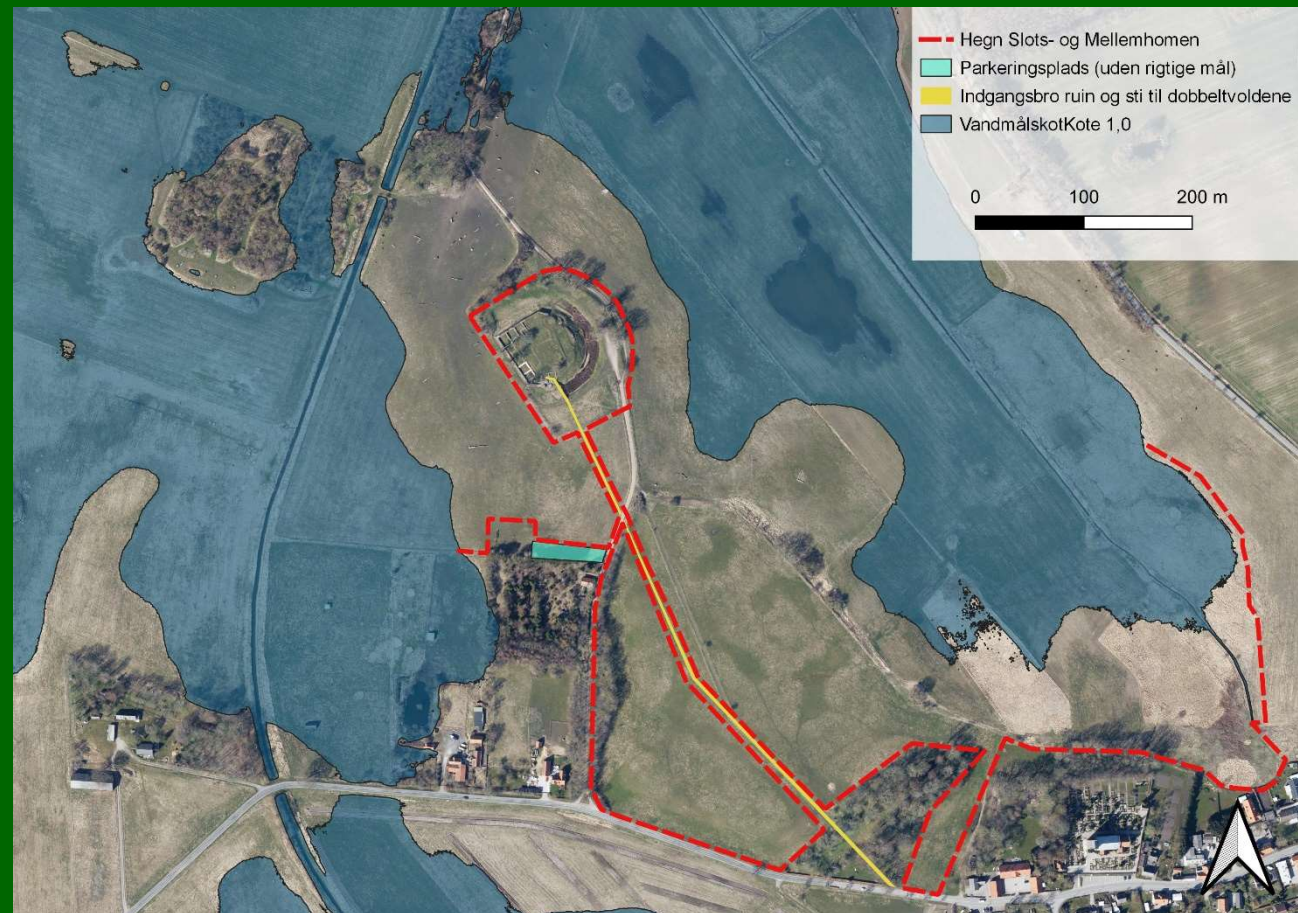 Hegn Slots- og Mellemhomen
Parkeringsplads (uden rigtige mål)
Indgangsbro ruin og sti til dobbeltvoldene
VandmålskotKote 1,0
0 100 200 m